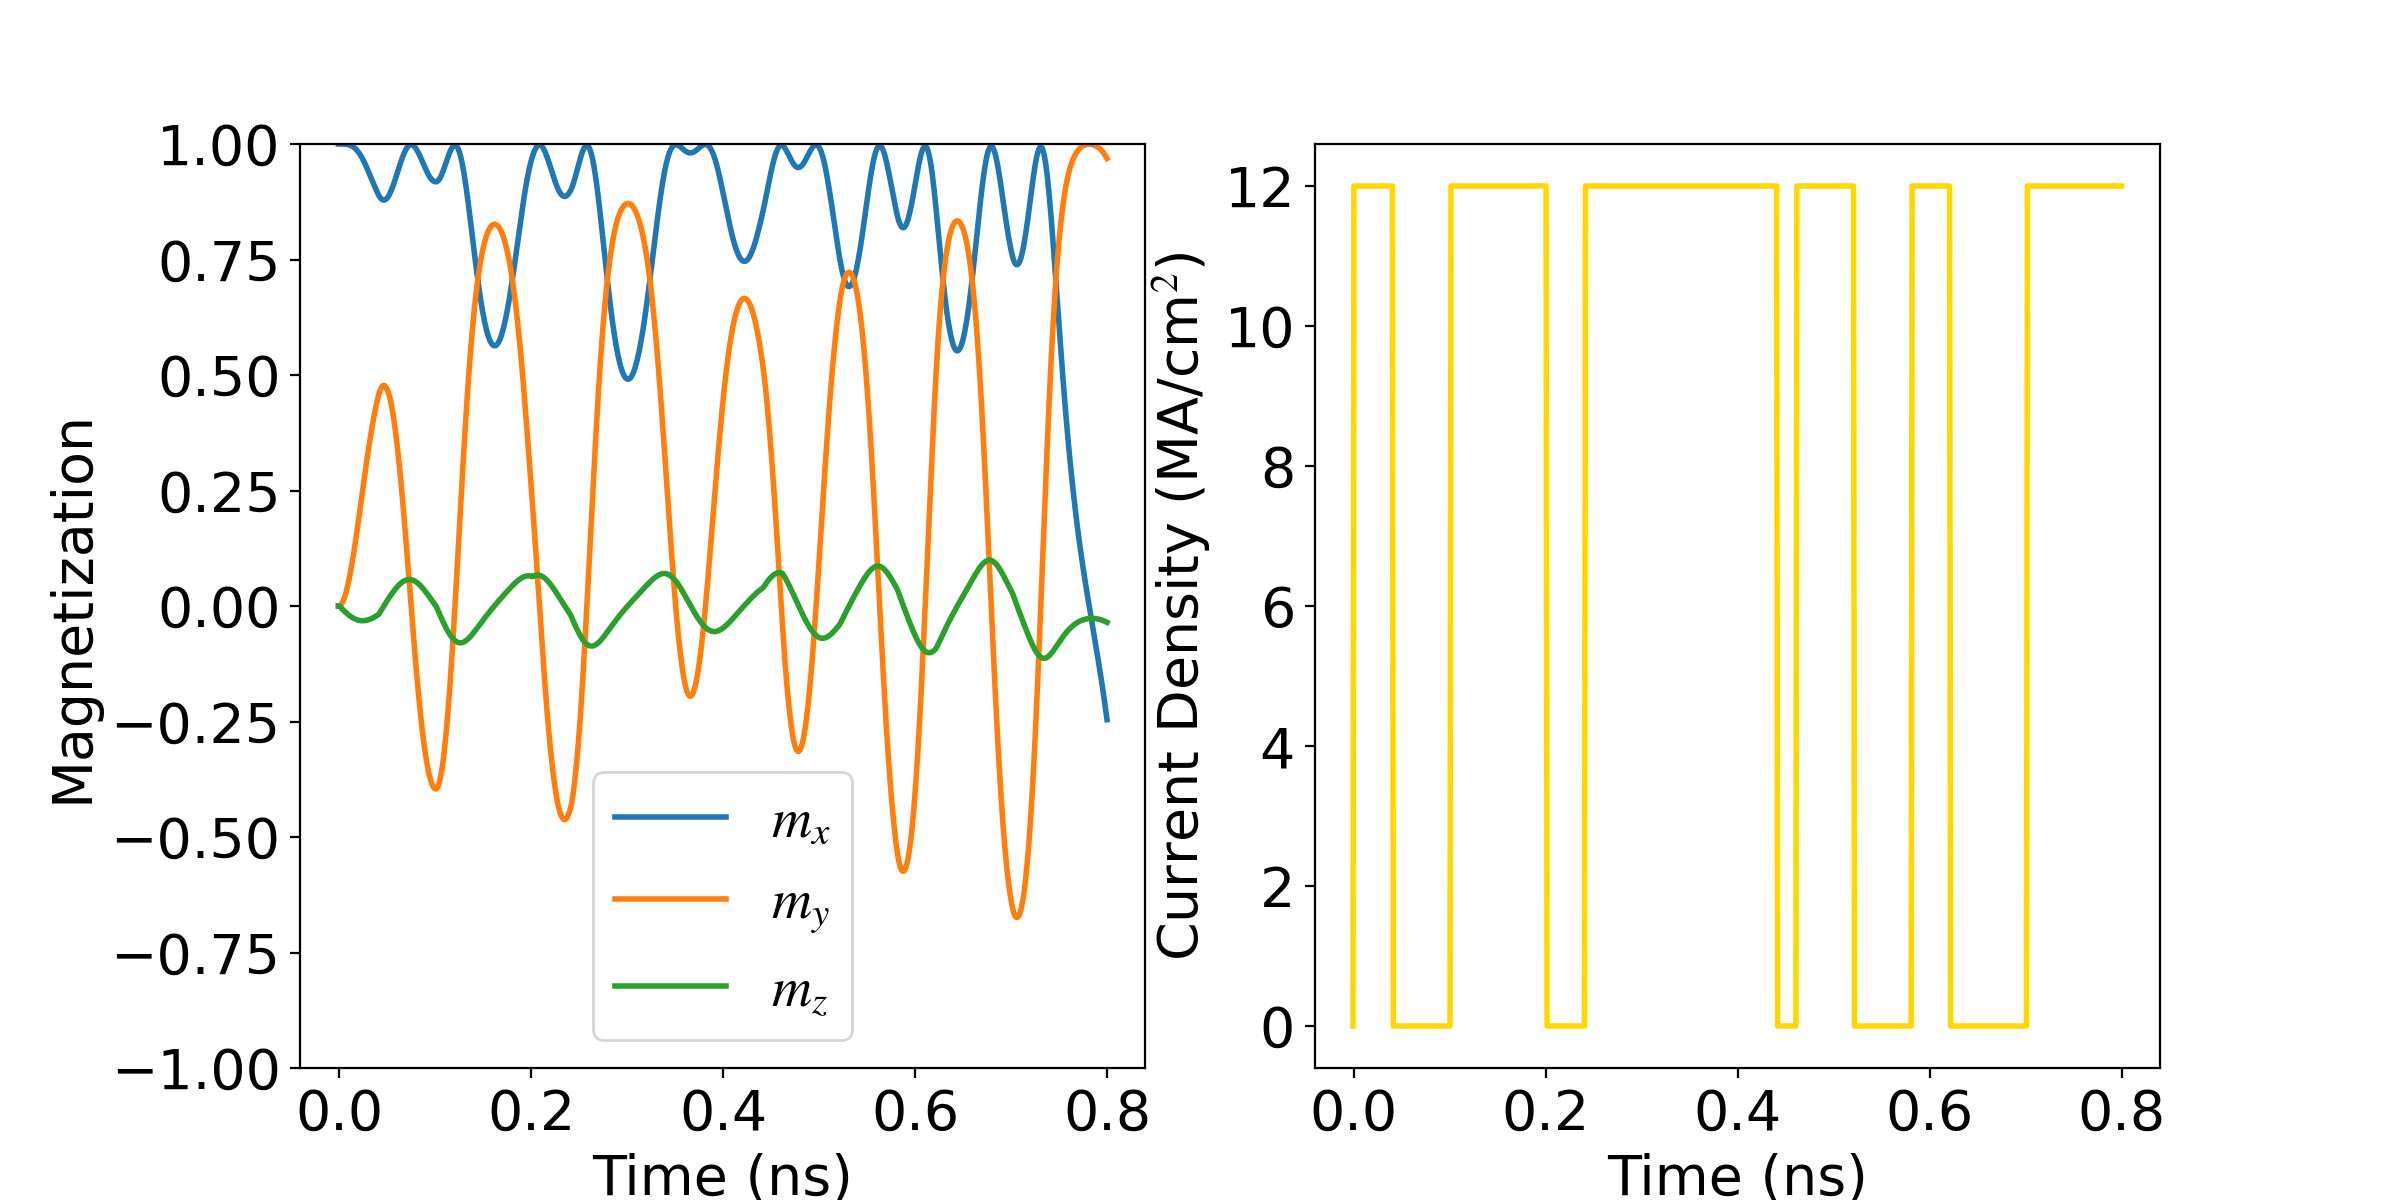 1.00
0.75
0.50
0.25
0.00
−0.25
−0.50
−0.75
−1.00
Magnetization
0.0 0.2 0.4 0.6 0.8
Time (ns)
m_x
m_y
m_z
12
10
8
6
4
2
0
Current Density (MA/cm²)
0.0 0.2 0.4 0.6 0.8
Time (ns)